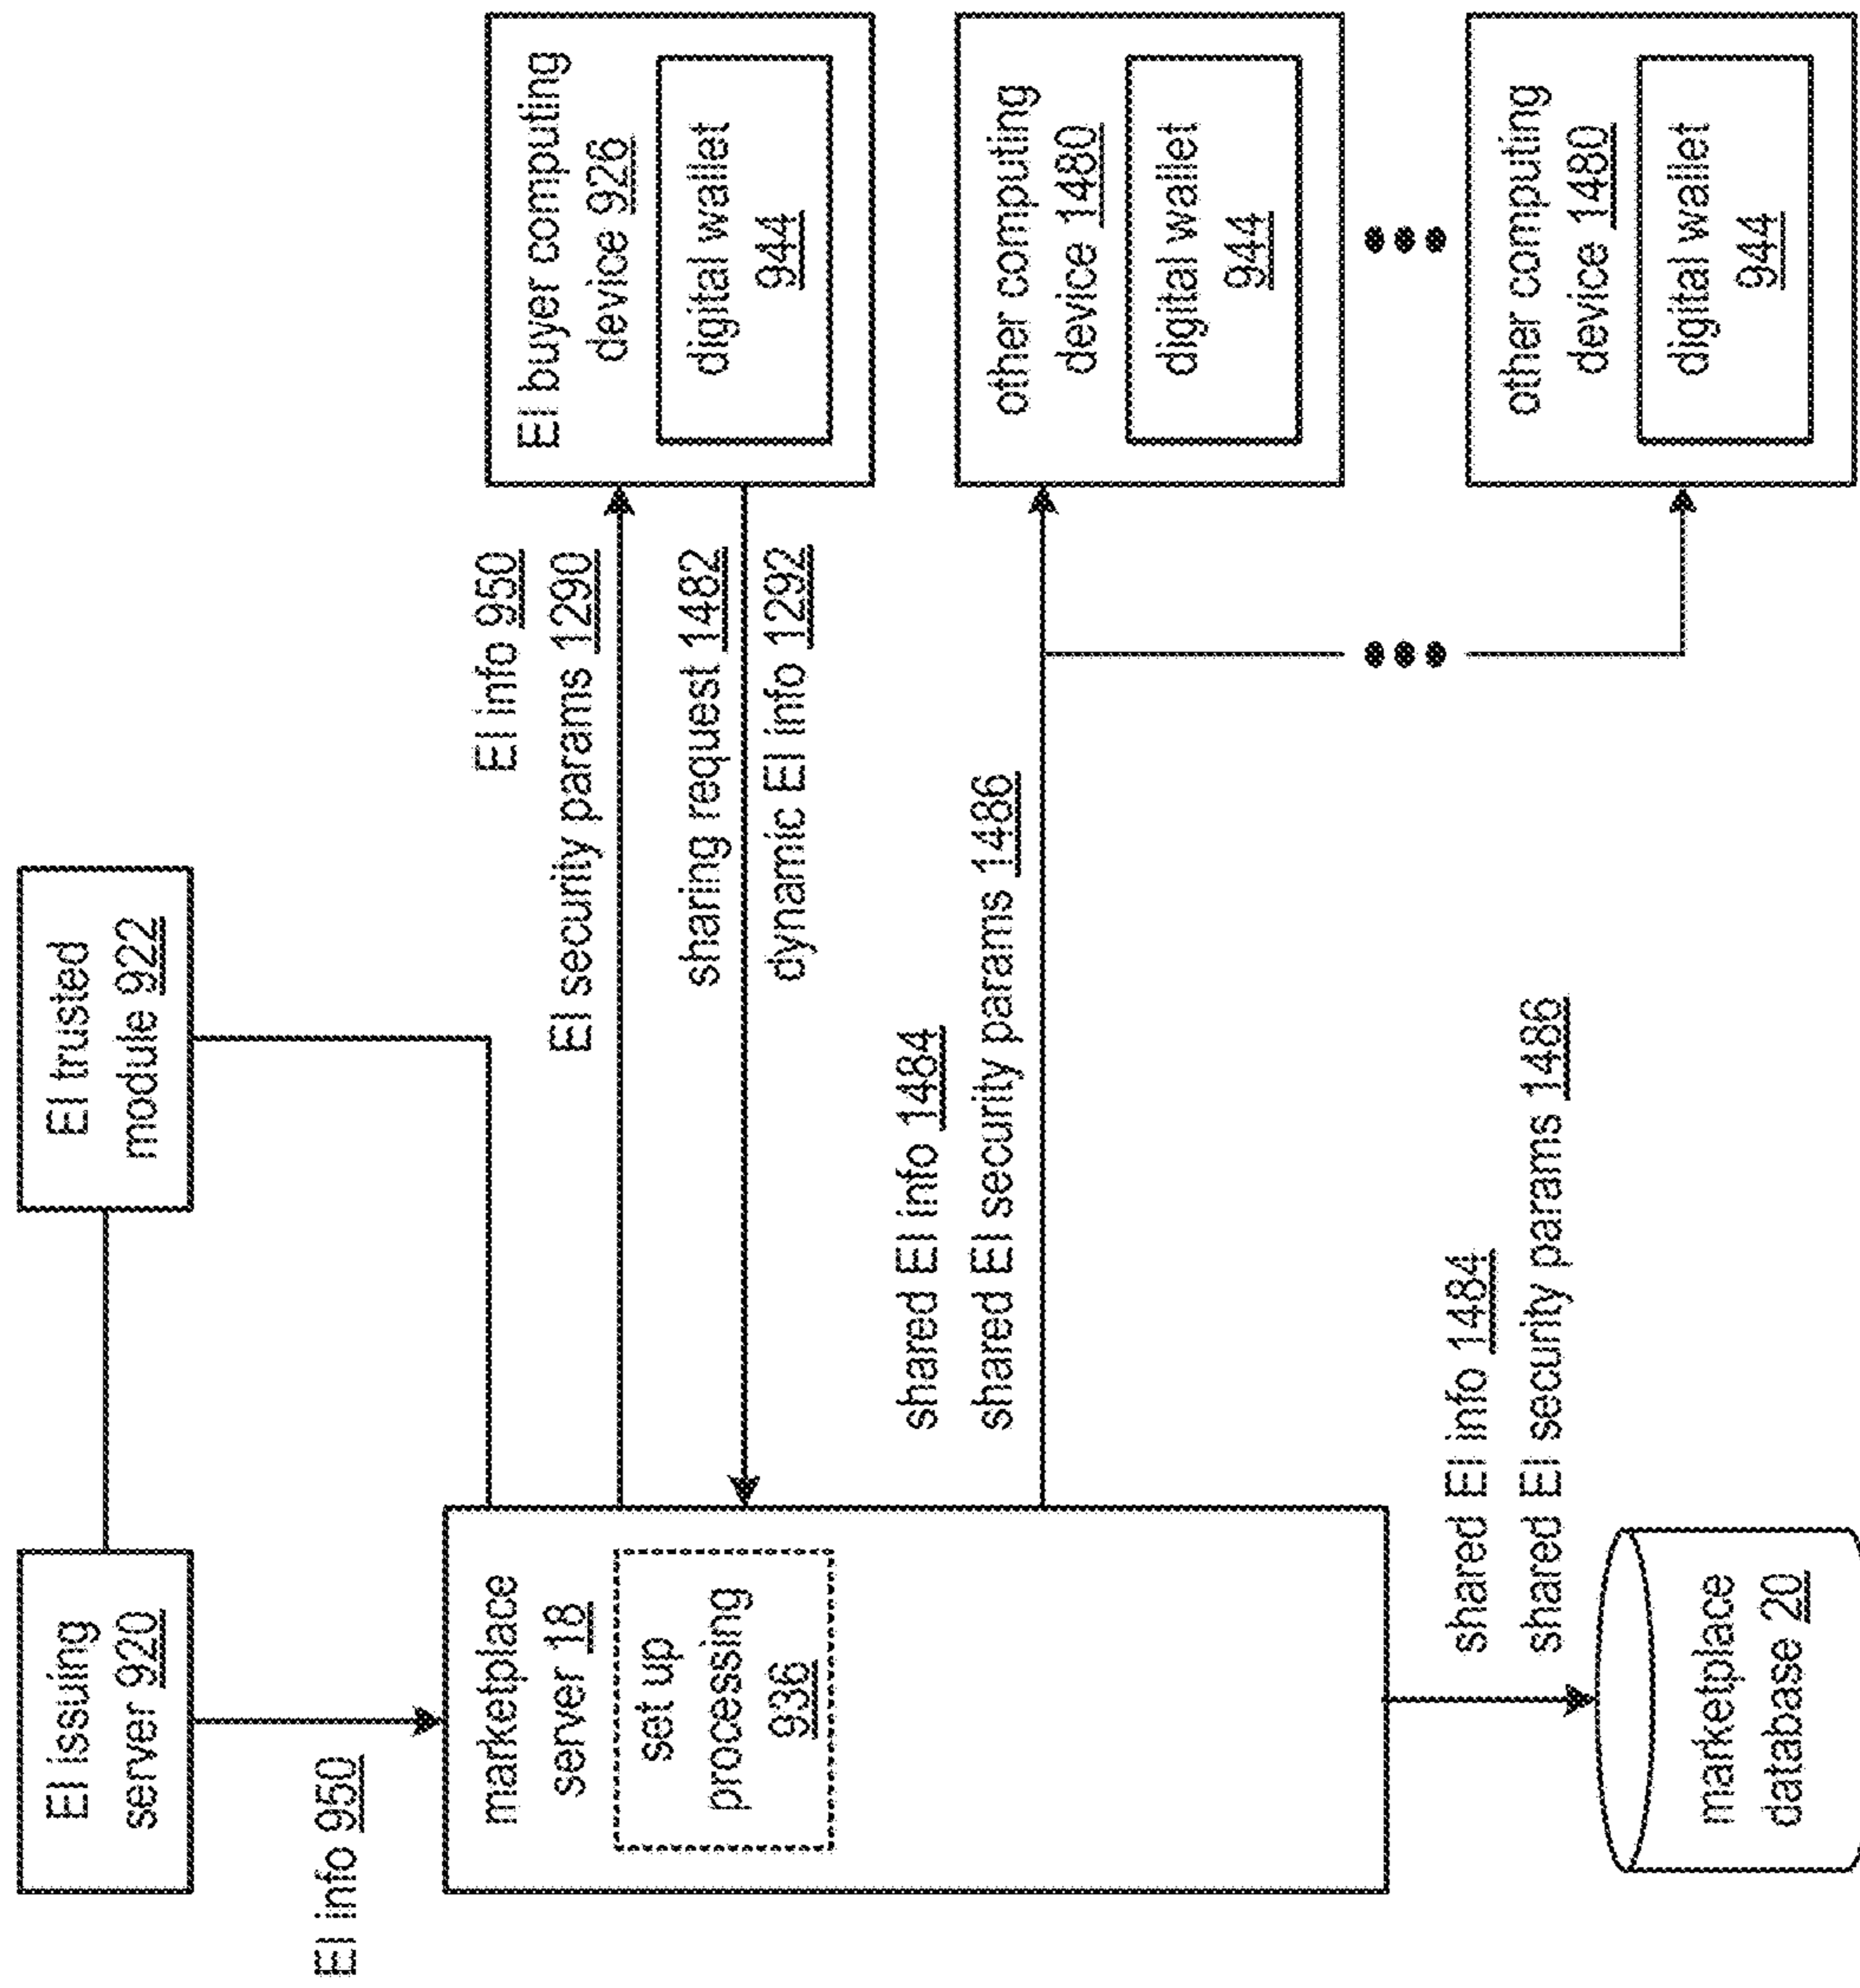 EI issuing
server 920
EI trusted
module 922
EI info 950
marketplace
server 18
set up
processing
936
EI info 950
EI security params 1290
sharing request 1482
dynamic EI info 1292
EI buyer computing
device 926
digital wallet
944
shared EI info 1484
shared EI security params 1486
other computing
device 1480
digital wallet
944
other computing
device 1480
digital wallet
944
shared EI info 1484
shared EI security params 1486
marketplace
database 20